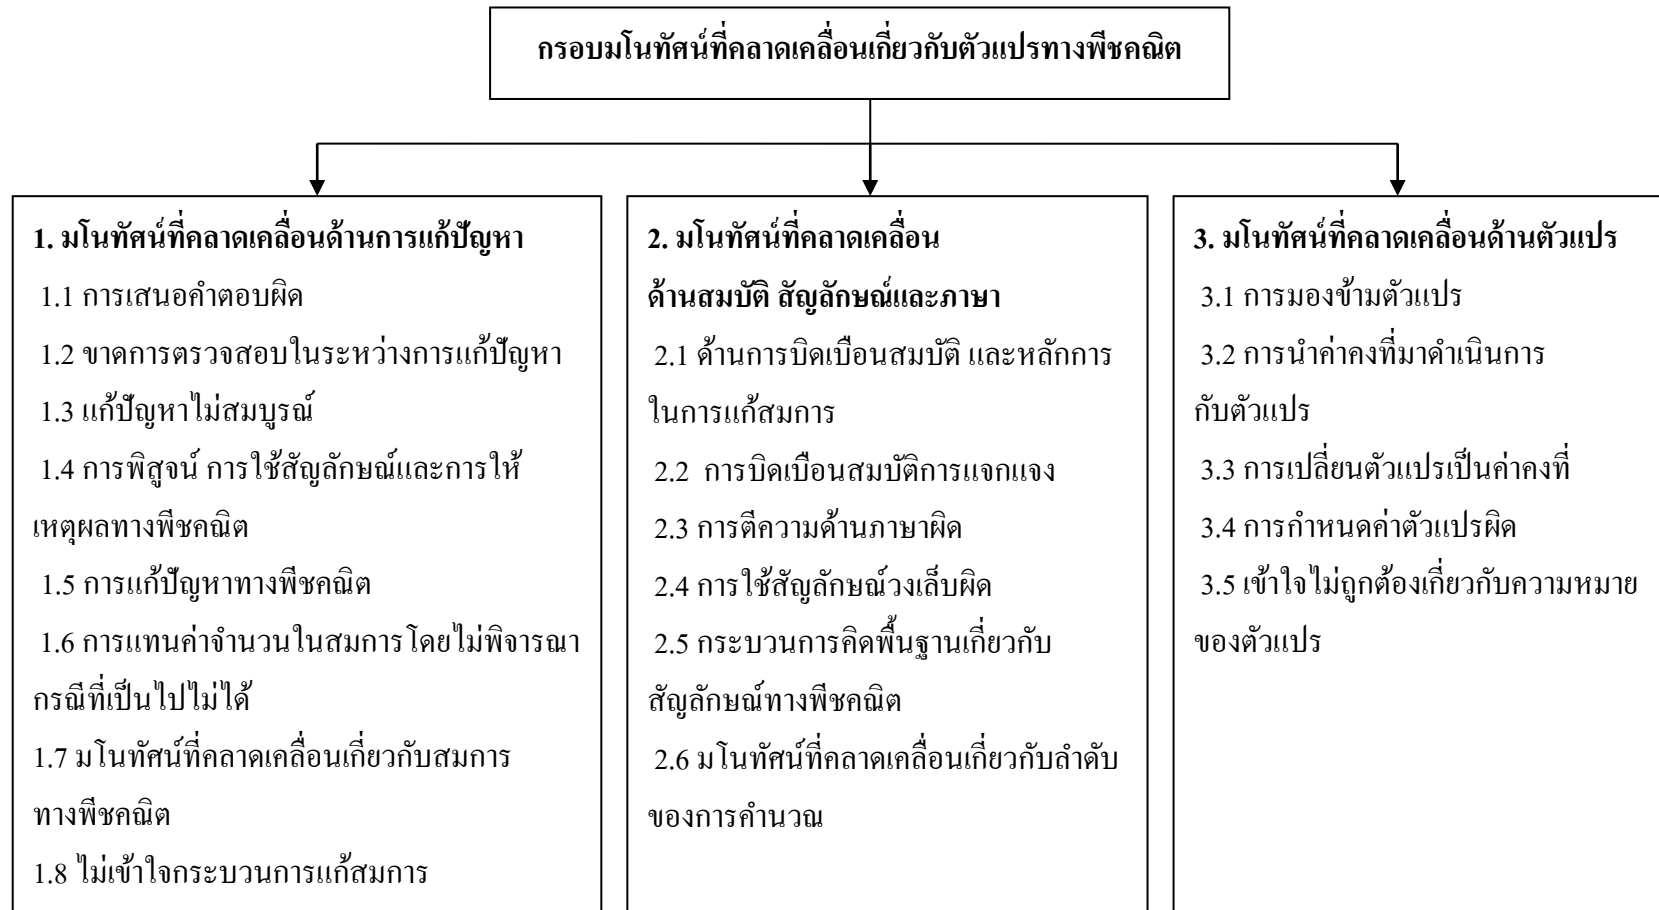 กรอบมโนทัศน์ที่คลาดเคลื่อนเกี่ยวกับตัวแปรทางพีชคณิต
1. มโนทัศน์ที่คลาดเคลื่อนด้านการแก้ปัญหา
1.1 การเสนอคำตอบผิด
1.2 ขาดการตรวจสอบในระหว่างการแก้ปัญหา
1.3 แก้ปัญหาไม่สมบูรณ์
1.4 การพิสูจน์ การใช้สัญลักษณ์และการให้
เหตุผลทางพีชคณิต
1.5 การแก้ปัญหาทางพีชคณิต
1.6 การแทนค่าจำนวนในสมการโดยไม่พิจารณา
กรณีที่เป็นไปไม่ได้
1.7 มโนทัศน์ที่คลาดเคลื่อนเกี่ยวกับสมการ
ทางพีชคณิต
1.8 ไม่เข้าใจกระบวนการแก้สมการ
2. มโนทัศน์ที่คลาดเคลื่อน
ด้านสมบัติ สัญลักษณ์และภาษา
2.1 ด้านการบิดเบือนสมบัติ และหลักการ
ในการแก้สมการ
2.2 การบิดเบือนสมบัติการแจกแจง
2.3 การตีความด้านภาษาผิด
2.4 การใช้สัญลักษณ์วงเล็บผิด
2.5 กระบวนการคิดพื้นฐานเกี่ยวกับ
สัญลักษณ์ทางพีชคณิต
2.6 มโนทัศน์ที่คลาดเคลื่อนเกี่ยวกับลำดับ
ของการคำนวณ
3. มโนทัศน์ที่คลาดเคลื่อนด้านตัวแปร
3.1 การมองข้ามตัวแปร
3.2 การนำค่าคงที่มาดำเนินการ
กับตัวแปร
3.3 การเปลี่ยนตัวแปรเป็นค่าคงที่
3.4 การกำหนดค่าตัวแปรผิด
3.5 เข้าใจไม่ถูกต้องเกี่ยวกับความหมาย
ของตัวแปร